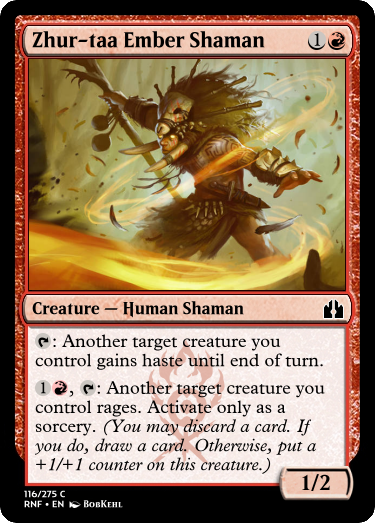 Zhur-taa Ember Shaman 1
Creature — Human Shaman
: Another target creature you
control gains haste until end of turn.
1 , : Another target creature you
control rages. Activate only as a
sorcery. (You may discard a card. If
you do, draw a card. Otherwise, put a
+1/+1 counter on this creature.)
1/2
116/275 C
RNF • EN BobKehl